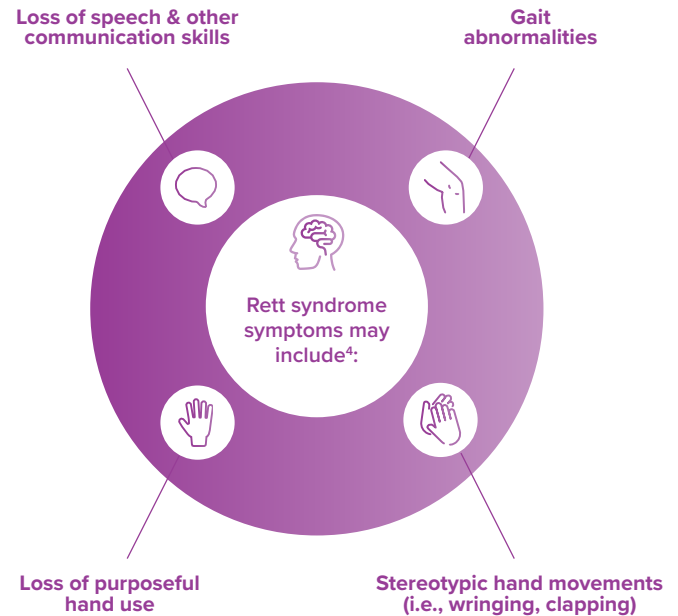 Loss of speech & other
communication skills
Gait
abnormalities
Rett syndrome
symptoms may
include⁴:
Loss of purposeful
hand use
Stereotypic hand movements
(i.e., wringing, clapping)